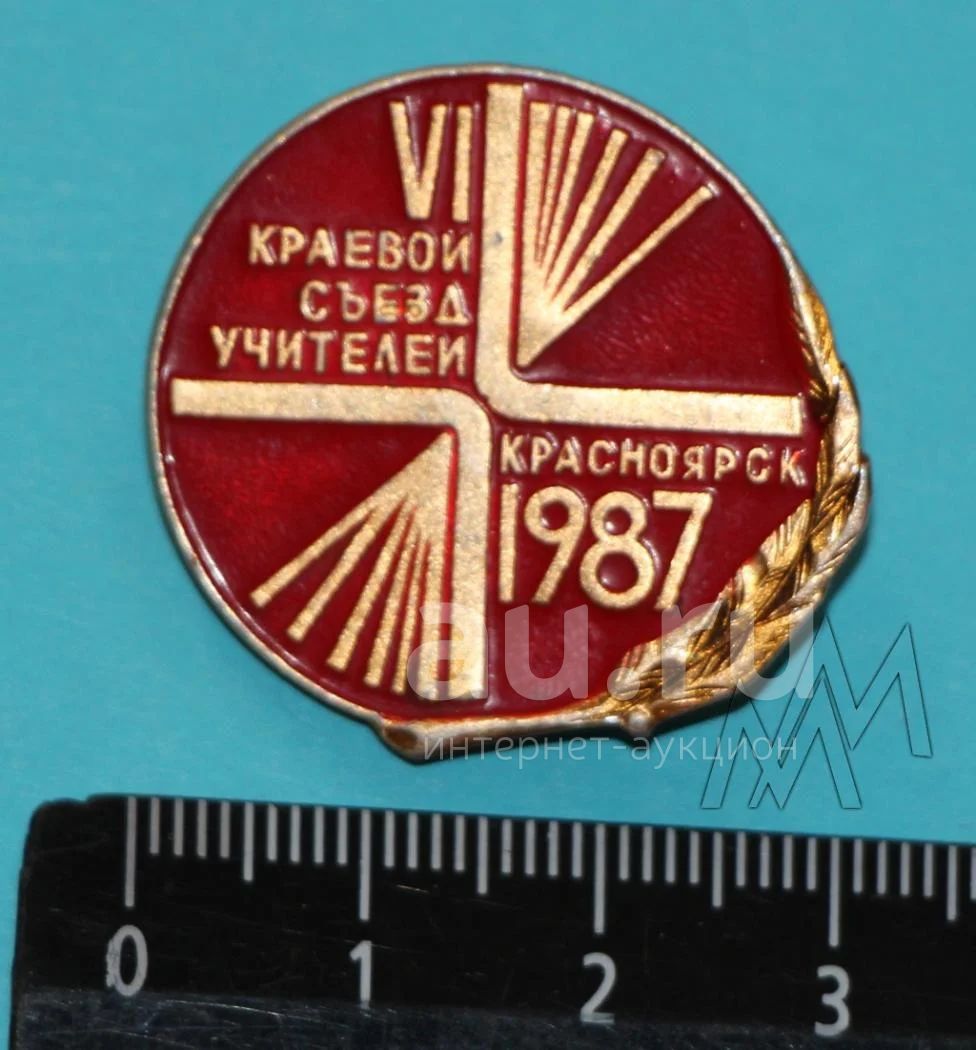 VI
КРАЕВОЙ
СЪЕЗД
УЧИТЕЛЕЙ
КРАСНОЯРСК
1987
au.ru
интернет-аукцион
0 1 2 3